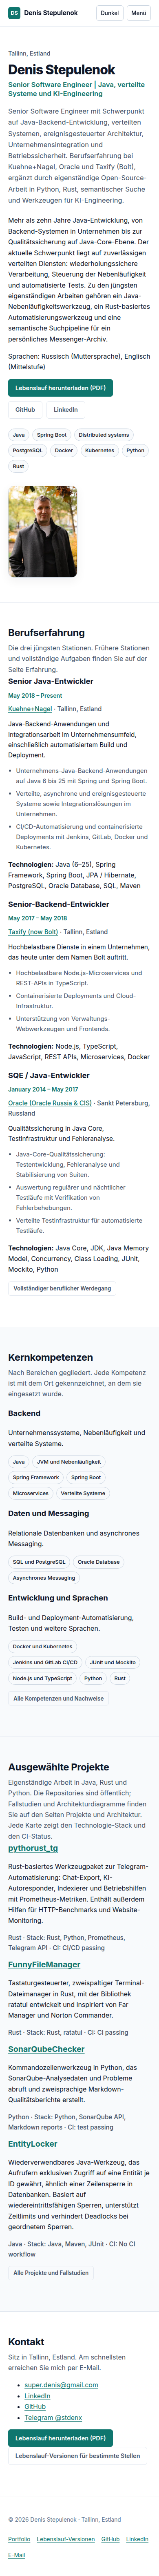 DS Denis Stepulenok
Dunkel
Menü
Tallinn, Estland
Denis Stepulenok
Senior Software Engineer | Java, verteilte
Systeme und KI-Engineering
Senior Software Engineer mit Schwerpunkt
auf Java-Backend-Entwicklung, verteilten
Systemen, ereignisgesteuerter Architektur,
Unternehmensintegration und
Betriebssicherheit. Berufserfahrung bei
Kuehne+Nagel, Oracle und Taxify (Bolt),
ergänzt durch eigenständige Open-Source-
Arbeit in Python, Rust, semantischer Suche
und Werkzeugen für KI-Engineering.
Mehr als zehn Jahre Java-Entwicklung, von
Backend-Systemen in Unternehmen bis zur
Qualitätssicherung auf Java-Core-Ebene. Der
aktuelle Schwerpunkt liegt auf zuverlässigen
verteilten Diensten: wiederholungssichere
Verarbeitung, Steuerung der Nebenläufigkeit
und automatisierte Tests. Zu den jüngsten
eigenständigen Arbeiten gehören ein Java-
Nebenläufigkeitswerkzeug, ein Rust-basiertes
Automatisierungswerkzeug und eine
semantische Suchpipeline für ein
persönliches Messenger-Archiv.
Sprachen: Russisch (Muttersprache), Englisch
(Mittelstufe)
Lebenslauf herunterladen (PDF)
GitHub
LinkedIn
Java
Spring Boot
Distributed systems
PostgreSQL
Docker
Kubernetes
Python
Rust
Berufserfahrung
Die drei jüngsten Stationen. Frühere Stationen
und vollständige Aufgaben finden Sie auf der
Seite Erfahrung.
Senior Java-Entwickler
May 2018 – Present
Kuehne+Nagel · Tallinn, Estland
Java-Backend-Anwendungen und
Integrationsarbeit im Unternehmensumfeld,
einschließlich automatisiertem Build und
Deployment.
• Unternehmens-Java-Backend-Anwendungen
auf Java 6 bis 25 mit Spring und Spring Boot.
• Verteilte, asynchrone und ereignisgesteuerte
Systeme sowie Integrationslösungen im
Unternehmen.
• CI/CD-Automatisierung und containerisierte
Deployments mit Jenkins, GitLab, Docker und
Kubernetes.
Technologien: Java (6–25), Spring
Framework, Spring Boot, JPA / Hibernate,
PostgreSQL, Oracle Database, SQL, Maven
Senior-Backend-Entwickler
May 2017 – May 2018
Taxify (now Bolt) · Tallinn, Estland
Hochbelastbare Dienste in einem Unternehmen,
das heute unter dem Namen Bolt auftritt.
• Hochbelastbare Node.js-Microservices und
REST-APIs in TypeScript.
• Containerisierte Deployments und Cloud-
Infrastruktur.
• Unterstützung von Verwaltungs-
Webwerkzeugen und Frontends.
Technologien: Node.js, TypeScript,
JavaScript, REST APIs, Microservices, Docker
SQE / Java-Entwickler
January 2014 – May 2017
Oracle (Oracle Russia & CIS) · Sankt Petersburg,
Russland
Qualitätssicherung in Java Core,
Testinfrastruktur und Fehleranalyse.
• Java-Core-Qualitätssicherung:
Testentwicklung, Fehleranalyse und
Stabilisierung von Suiten.
• Auswertung regulärer und nächtlicher
Testläufe mit Verifikation von
Fehlerbehebungen.
• Verteilte Testinfrastruktur für automatisierte
Testläufe.
Technologien: Java Core, JDK, Java Memory
Model, Concurrency, Class Loading, JUnit,
Mockito, Python
Vollständiger beruflicher Werdegang
Kernkompetenzen
Nach Bereichen gegliedert. Jede Kompetenz
ist mit dem Ort gekennzeichnet, an dem sie
eingesetzt wurde.
Backend
Unternehmenssysteme, Nebenläufigkeit und
verteilte Systeme.
Java
JVM und Nebenläufigkeit
Spring Framework
Spring Boot
Microservices
Verteilte Systeme
Daten und Messaging
Relationale Datenbanken und asynchrones
Messaging.
SQL und PostgreSQL
Oracle Database
Asynchrones Messaging
Entwicklung und Sprachen
Build- und Deployment-Automatisierung,
Testen und weitere Sprachen.
Docker und Kubernetes
Jenkins und GitLab CI/CD
JUnit und Mockito
Node.js und TypeScript
Python
Rust
Alle Kompetenzen und Nachweise
Ausgewählte Projekte
Eigenständige Arbeit in Java, Rust und
Python. Die Repositories sind öffentlich;
Fallstudien und Architekturdiagramme finden
Sie auf den Seiten Projekte und Architektur.
Jede Karte zeigt den Technologie-Stack und
den CI-Status.
pythorust_tg
Rust-basiertes Werkzeugpaket zur Telegram-
Automatisierung: Chat-Export, KI-
Autoresponder, Indexierer und Betriebshilfen
mit Prometheus-Metriken. Enthält außerdem
Hilfen für HTTP-Benchmarks und Website-
Monitoring.
Rust · Stack: Rust, Python, Prometheus,
Telegram API · CI: CI/CD passing
FunnyFileManager
Tastaturgesteuerter, zweispaltiger Terminal-
Dateimanager in Rust, mit der Bibliothek
ratatui entwickelt und inspiriert von Far
Manager und Norton Commander.
Rust · Stack: Rust, ratatui · CI: CI passing
SonarQubeChecker
Kommandozeilenwerkzeug in Python, das
SonarQube-Analysedaten und Probleme
abruft und zweisprachige Markdown-
Qualitätsberichte erstellt.
Python · Stack: Python, SonarQube API,
Markdown reports · CI: test passing
EntityLocker
Wiederverwendbares Java-Werkzeug, das
Aufrufern exklusiven Zugriff auf eine Entität je
ID gewährt, ähnlich einer Zeilensperre in
Datenbanken. Basiert auf
wiedereintrittsfähigen Sperren, unterstützt
Zeitlimits und verhindert Deadlocks bei
geordnetem Sperren.
Java · Stack: Java, Maven, JUnit · CI: No CI
workflow
Alle Projekte und Fallstudien
Kontakt
Sitz in Tallinn, Estland. Am schnellsten
erreichen Sie mich per E-Mail.
• super.denis@gmail.com
• LinkedIn
• GitHub
• Telegram @stdenx
Lebenslauf herunterladen (PDF)
Lebenslauf-Versionen für bestimmte Stellen
© 2026 Denis Stepulenok · Tallinn, Estland
Portfolio
Lebenslauf-Versionen
GitHub
LinkedIn
E-Mail